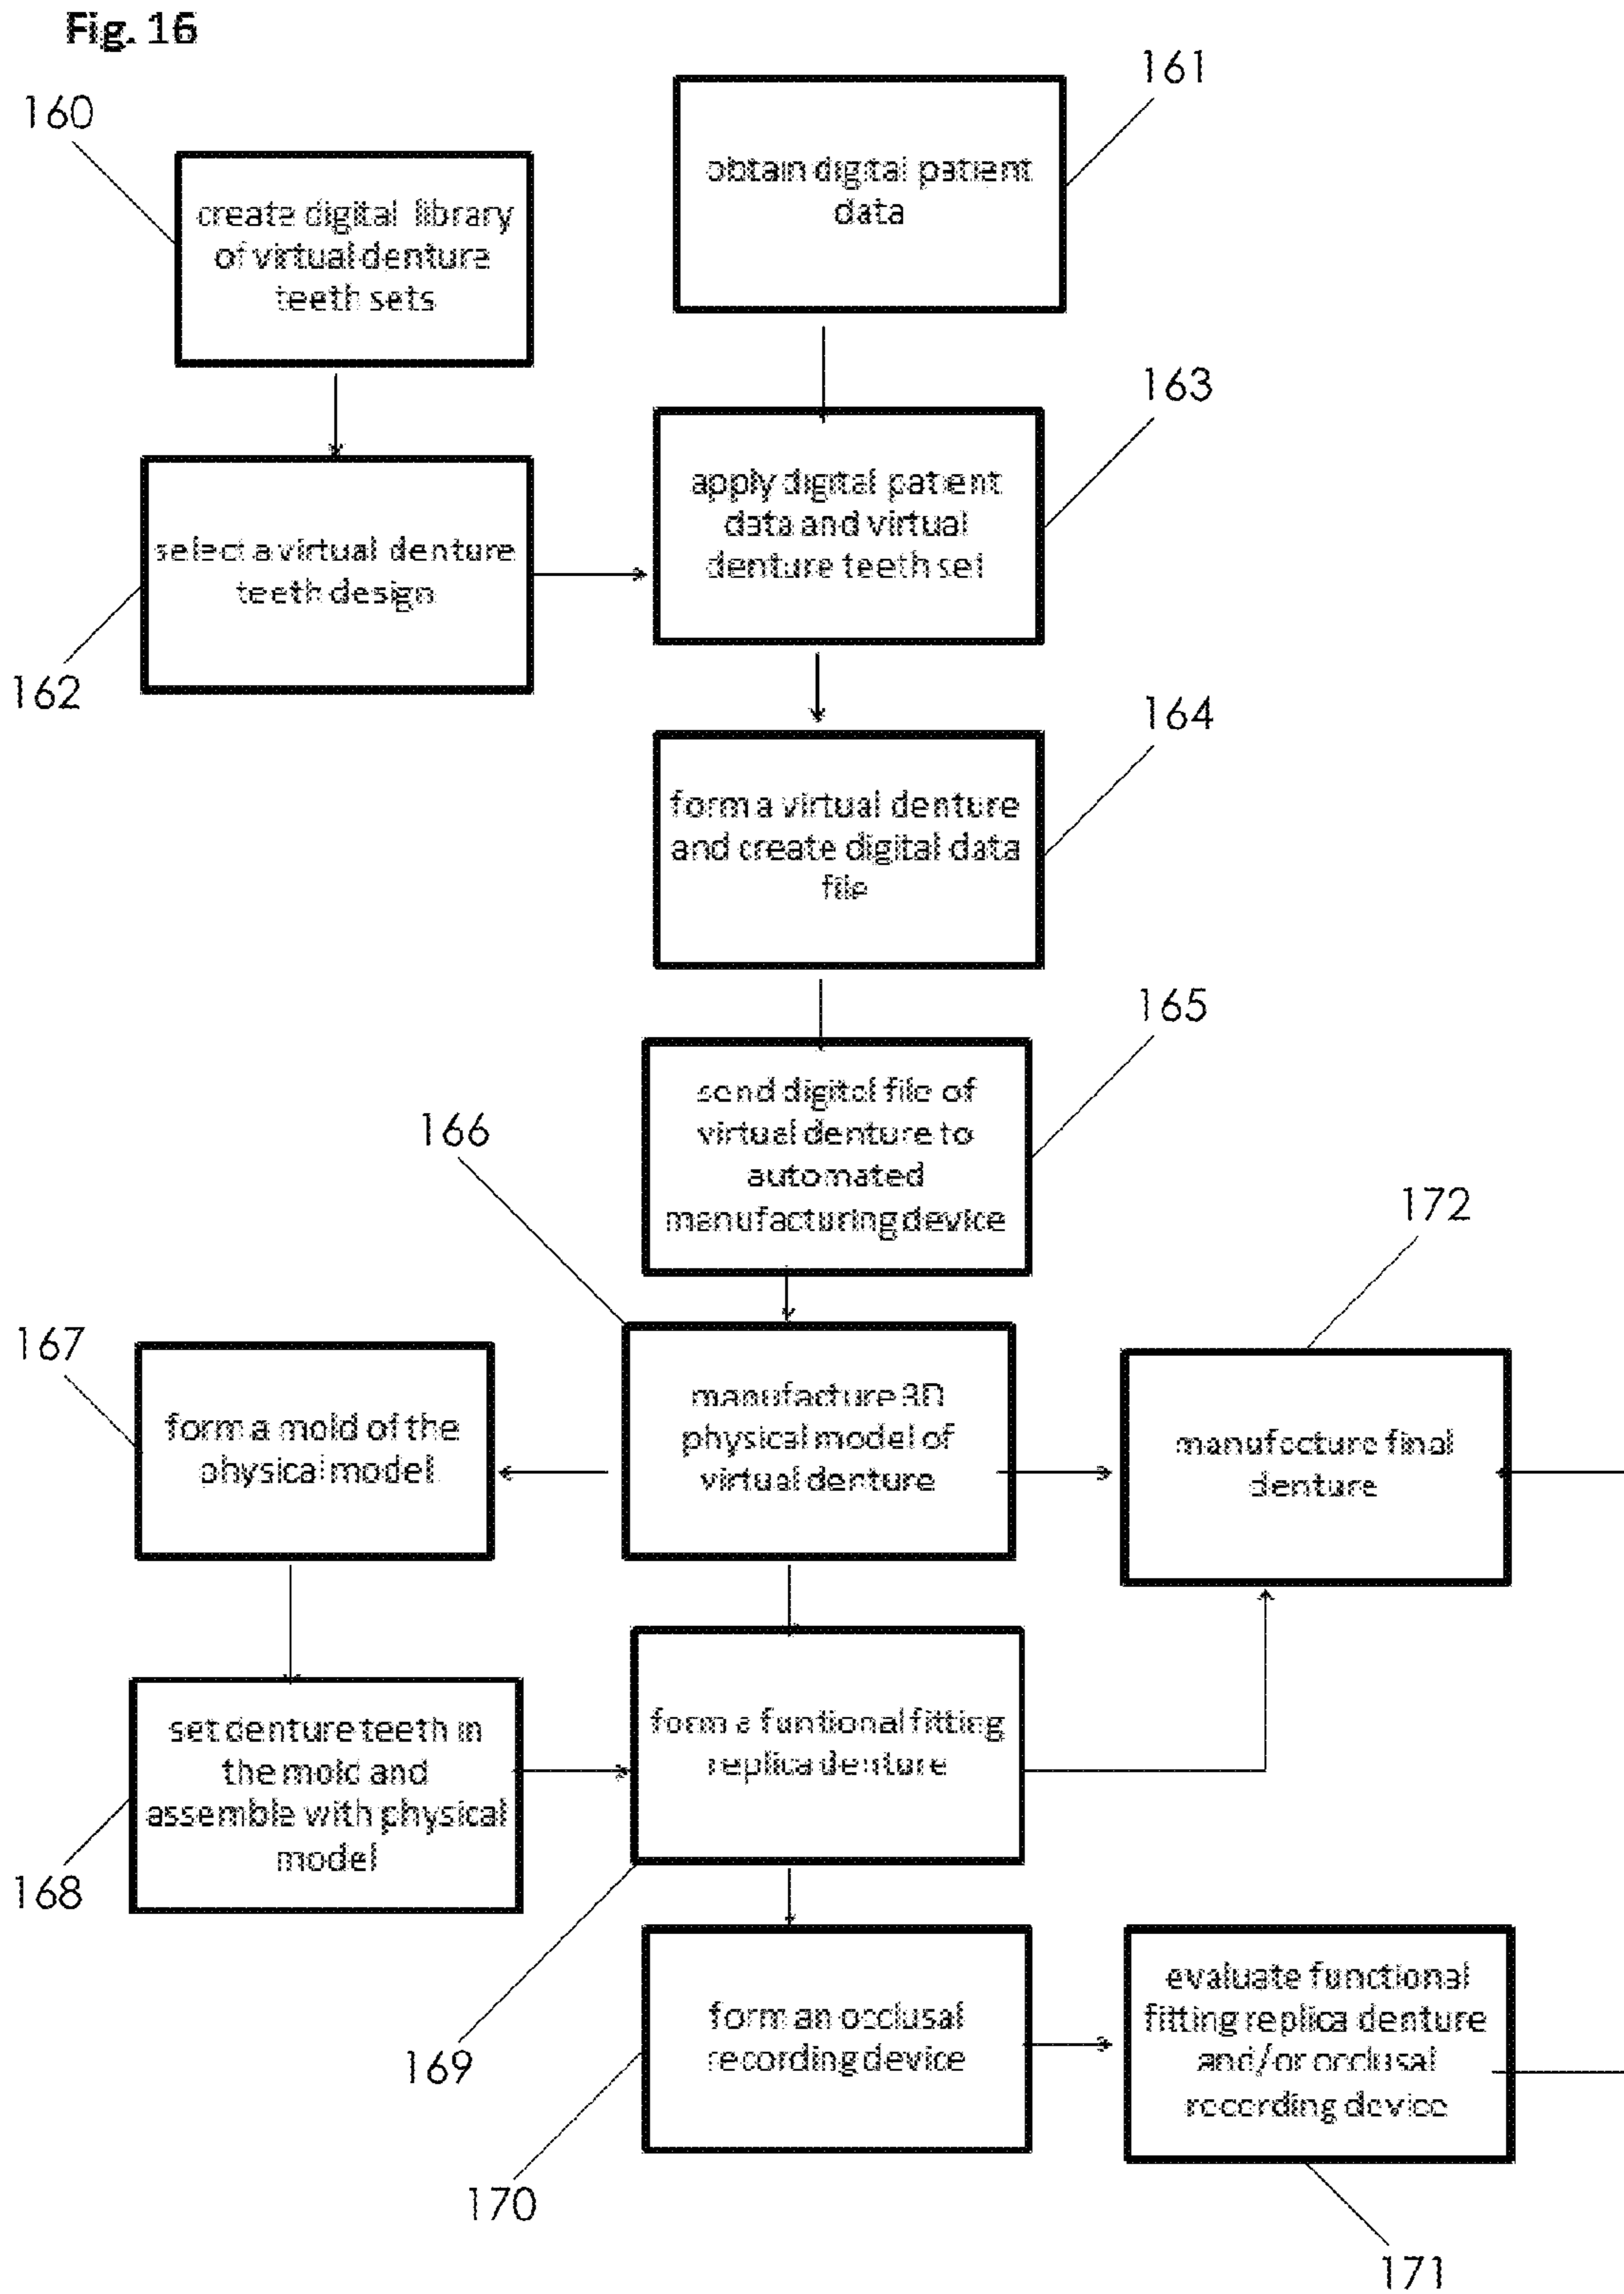 Fig. 16
161
160
obtain digital patient
data
create digital library
of virtual denture
teeth sets
163
apply digital patient
data and virtual
denture teeth set
select a virtual denture
teeth design
162
164
form a virtual denture
and create digital data
file
165
send digital file of
virtual denture to
automated
manufacturing device
166
172
167
manufacture 3D
physical model of
virtual denture
form a mold of the
physical model.
manufacture final
denture
set denture teeth in
the mold and
assemble with physical
model
168
form a funtional fitting
replica denture
169
form an occlusal
recording device
170
evaluate functional
fitting replica denture
and/or occlusal
recording device
171